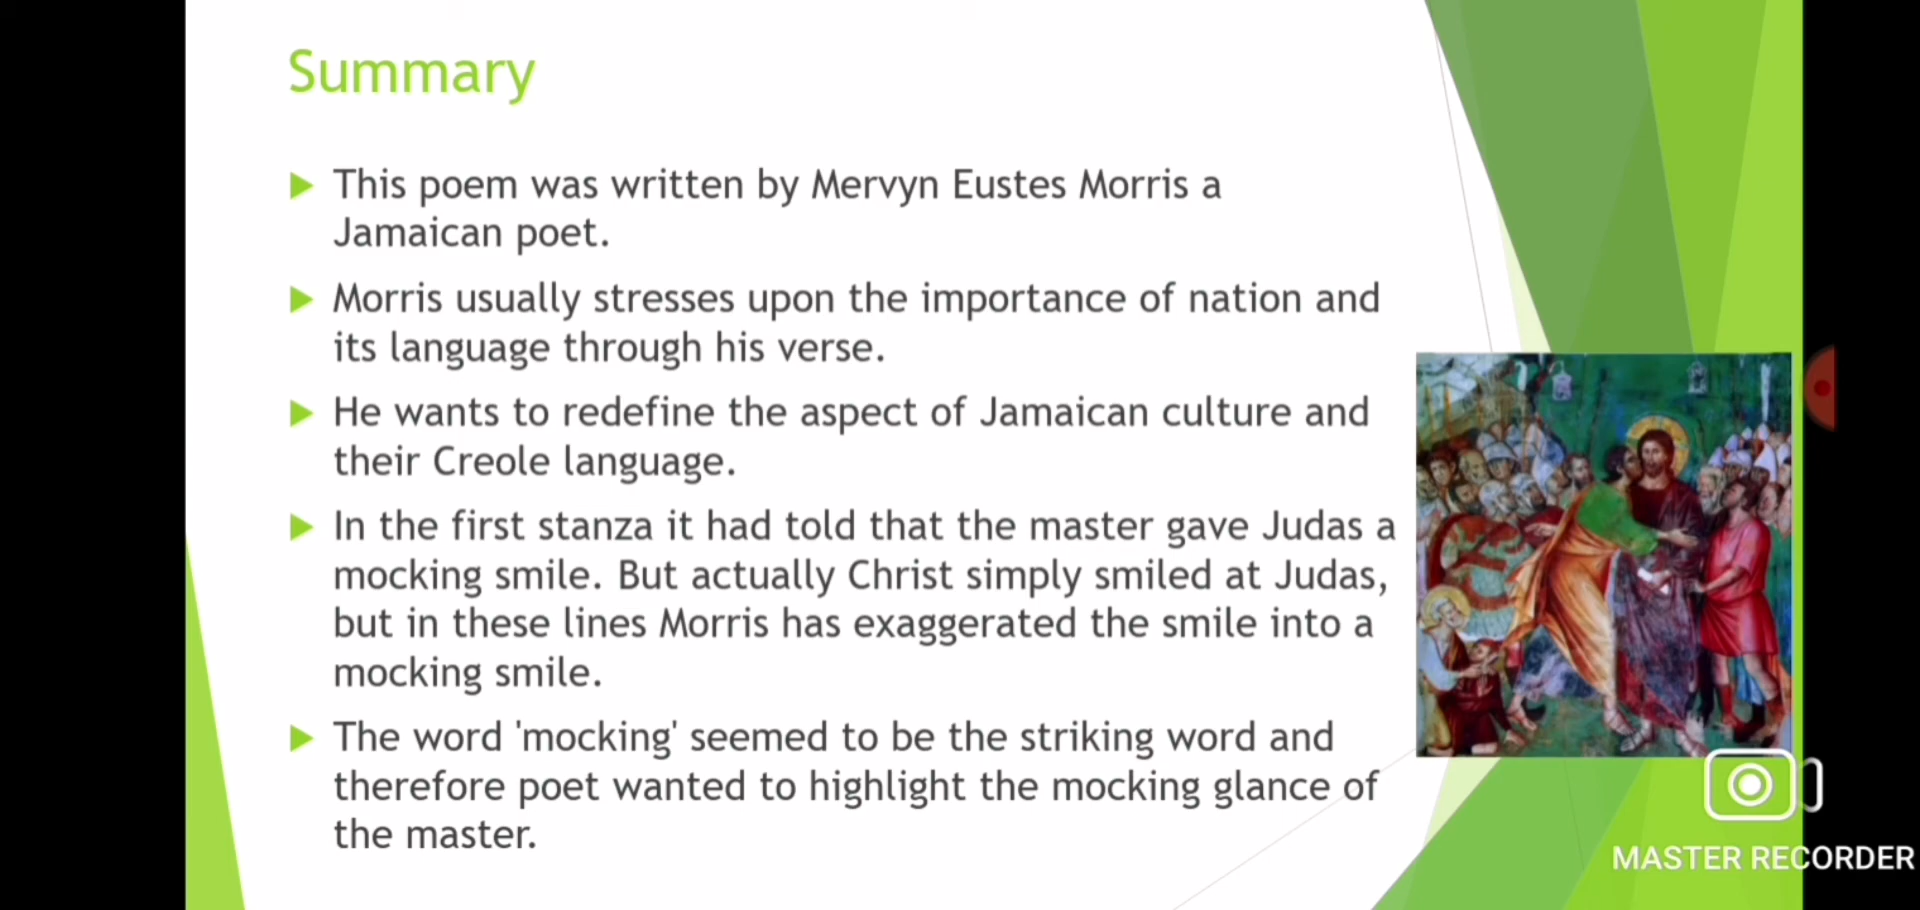 Summary
This poem was written by Mervyn Eustes Morris a
Jamaican poet.
Morris usually stresses upon the importance of nation and
its language through his verse.
He wants to redefine the aspect of Jamaican culture and
their Creole language.
In the first stanza it had told that the master gave Judas a
mocking smile. But actually Christ simply smiled at Judas,
but in these lines Morris has exaggerated the smile into a
mocking smile.
The word 'mocking' seemed to be the striking word and
therefore poet wanted to highlight the mocking glance of
the master.
MASTER RECORDER